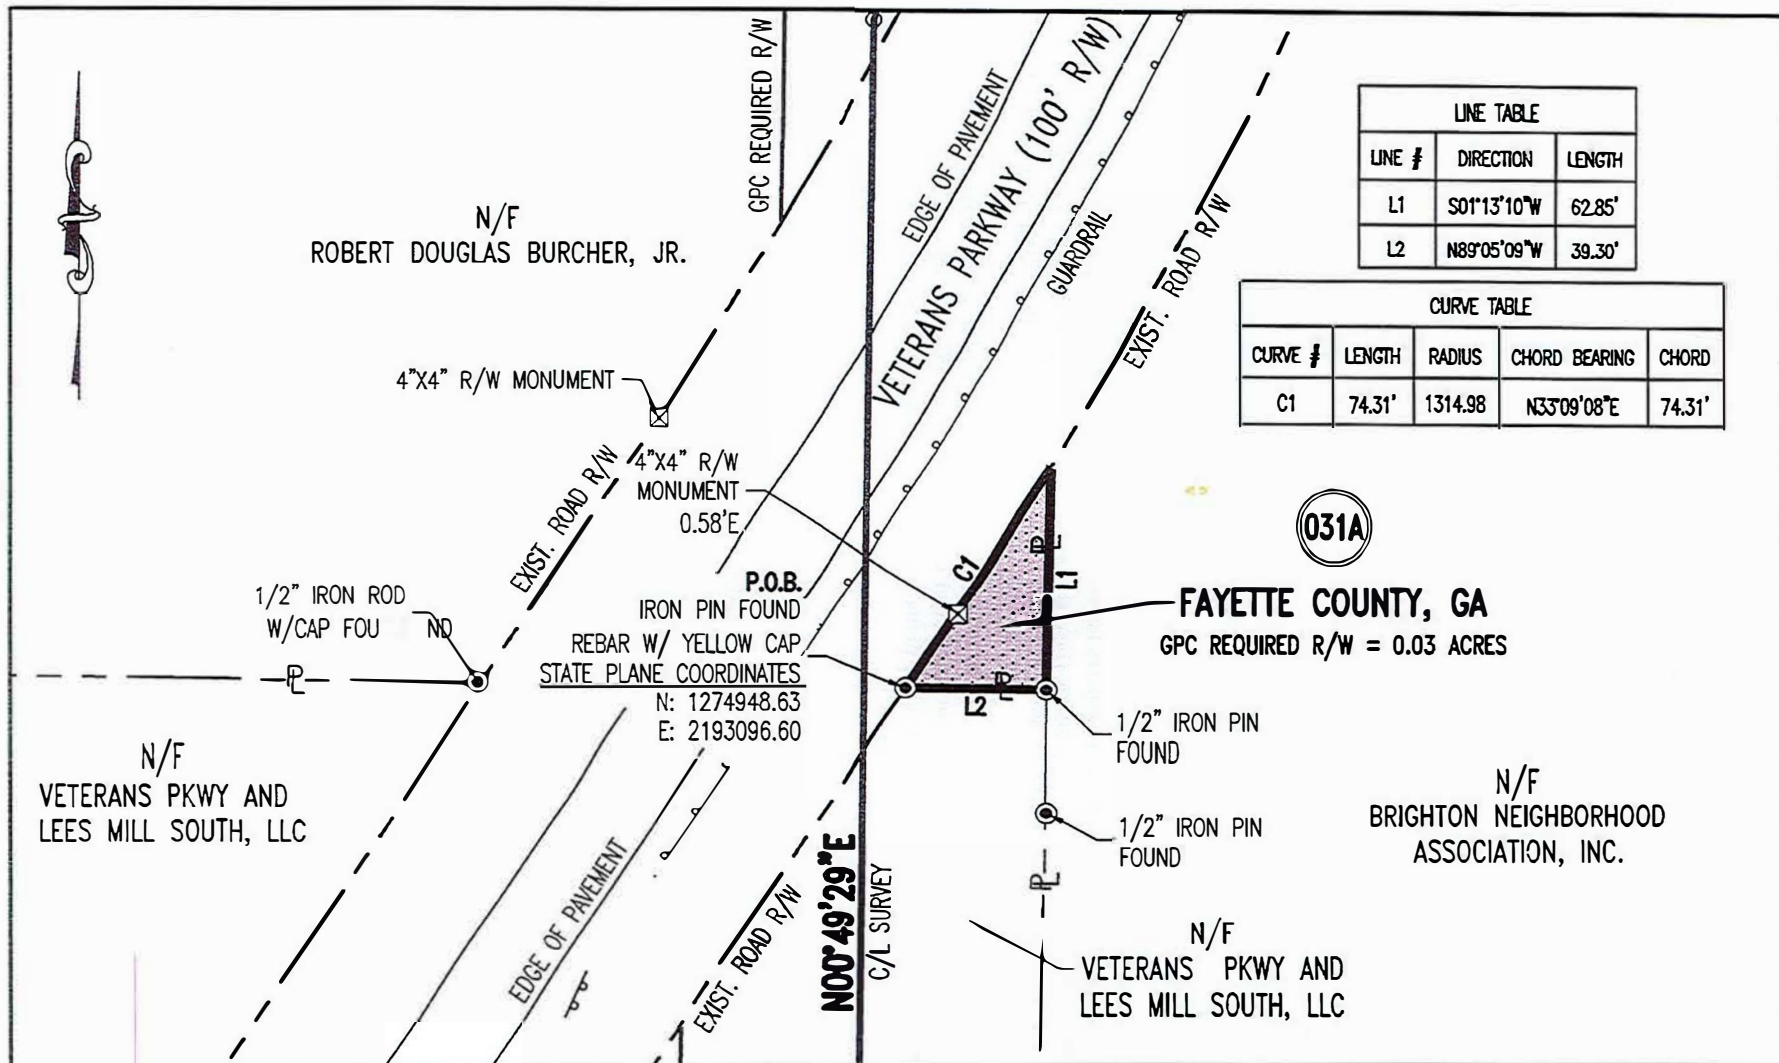 GPC REQUIRED R/W
EDGE OF PAVEMENT
VETERANS PARKWAY (100' R/W)
GUARDRAIL
EXIST. ROAD R/W
LINE TABLE
LINE # DIRECTION LENGTH
L1 S01°13'10"W 62.85'
L2 N89°05'09"W 39.30'
CURVE TABLE
CURVE # LENGTH RADIUS CHORD BEARING CHORD
C1 74.31' 1314.98 N33°09'08"E 74.31'
N/F
ROBERT DOUGLAS BURCHER, JR.
4"X4" R/W MONUMENT
EXIST. ROAD R/W
4"X4" R/W
MONUMENT
0.58'E
1/2" IRON ROD
W/CAP FOU ND
PL
P.O.B.
IRON PIN FOUND
REBAR W/ YELLOW CAP
STATE PLANE COORDINATES
N: 1274948.63
E: 2193096.60
C1
PL
L1
PL
L2
031A
FAYETTE COUNTY, GA
GPC REQUIRED R/W = 0.03 ACRES
1/2" IRON PIN
FOUND
1/2" IRON PIN
FOUND
PL
N/F
VETERANS PKWY AND
LEES MILL SOUTH, LLC
EDGE OF PAVEMENT
EXIST. ROAD R/W
N00°49'29"E
C/L SURVEY
N/F
BRIGHTON NEIGHBORHOOD
ASSOCIATION, INC.
N/F
VETERANS PKWY AND
LEES MILL SOUTH, LLC